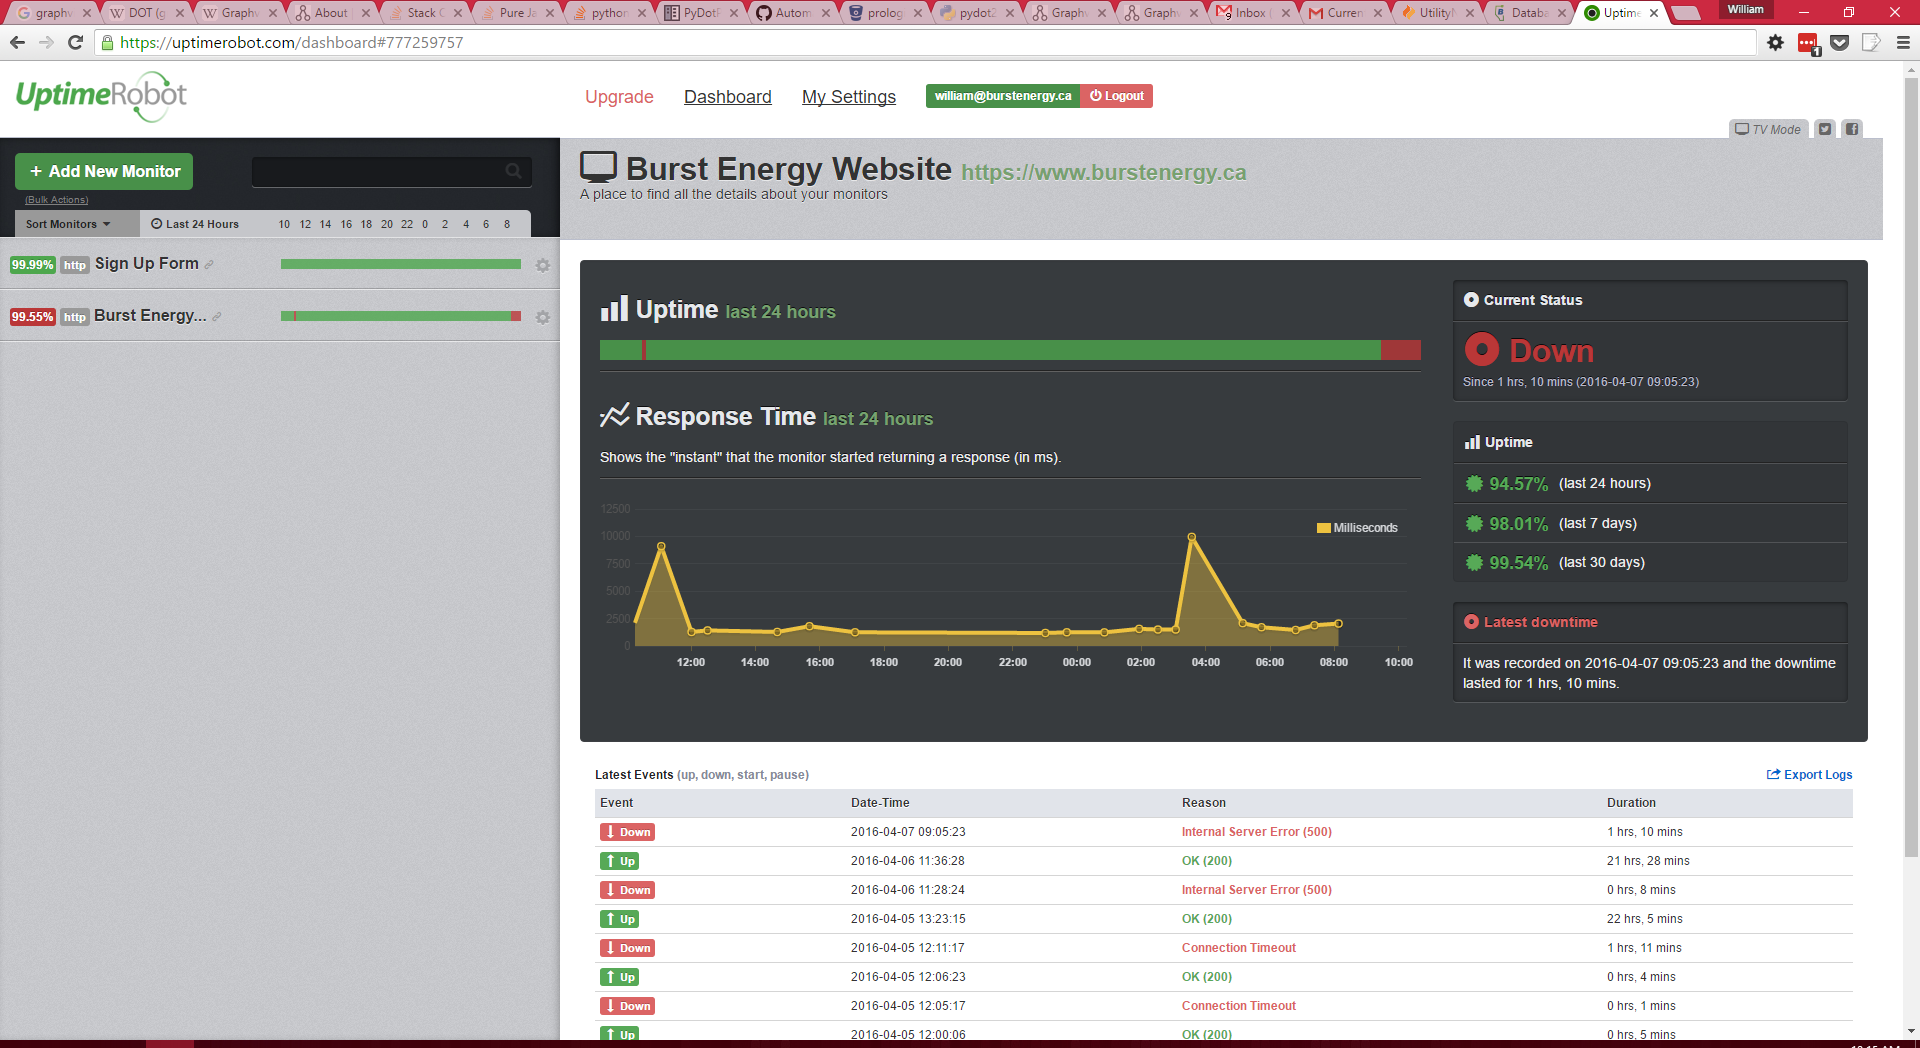 graphv
DOT (g
Graphv
About
Stack O
Pure Ja
python
PyDotP
Autom
prolog
pydot2
Graphv
Graphv
Inbox (
Curren
UtilityN
Databa
Uptime
William
https://uptimerobot.com/dashboard#777259757
UptimeRobot
Upgrade
Dashboard
My Settings
william@burstenergy.ca
Logout
TV Mode
+ Add New Monitor
(Bulk Actions)
Sort Monitors
Last 24 Hours
10 12 14 16 18 20 22 0 2 4 6 8
99.99% http Sign Up Form
99.55% http Burst Energy...
Burst Energy Website https://www.burstenergy.ca
A place to find all the details about your monitors
Uptime last 24 hours
Response Time last 24 hours
Shows the "instant" that the monitor started returning a response (in ms).
12500
10000
7500
5000
2500
0
Milliseconds
12:00 14:00 16:00 18:00 20:00 22:00 00:00 02:00 04:00 06:00 08:00 10:00
Current Status
Down
Since 1 hrs, 10 mins (2016-04-07 09:05:23)
Uptime
94.57% (last 24 hours)
98.01% (last 7 days)
99.54% (last 30 days)
Latest downtime
It was recorded on 2016-04-07 09:05:23 and the downtime
lasted for 1 hrs, 10 mins.
Latest Events (up, down, start, pause)
Export Logs
Event Date-Time Reason Duration
Down 2016-04-07 09:05:23 Internal Server Error (500) 1 hrs, 10 mins
Up 2016-04-06 11:36:28 OK (200) 21 hrs, 28 mins
Down 2016-04-06 11:28:24 Internal Server Error (500) 0 hrs, 8 mins
Up 2016-04-05 13:23:15 OK (200) 22 hrs, 5 mins
Down 2016-04-05 12:11:17 Connection Timeout 1 hrs, 11 mins
Up 2016-04-05 12:06:23 OK (200) 0 hrs, 4 mins
Down 2016-04-05 12:05:17 Connection Timeout 0 hrs, 1 mins
Up 2016-04-05 12:00:06 OK (200) 0 hrs, 5 mins